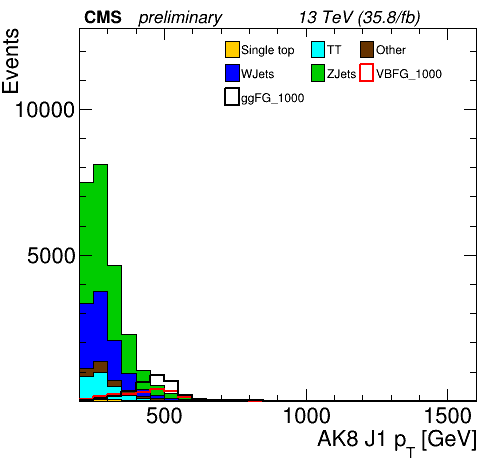 CMS preliminary 13 TeV (35.8/fb)
Single top TT Other
WJets ZJets VBFG_1000
ggFG_1000
Events
10000
5000
500 1000 1500
AK8 J1 pT [GeV]